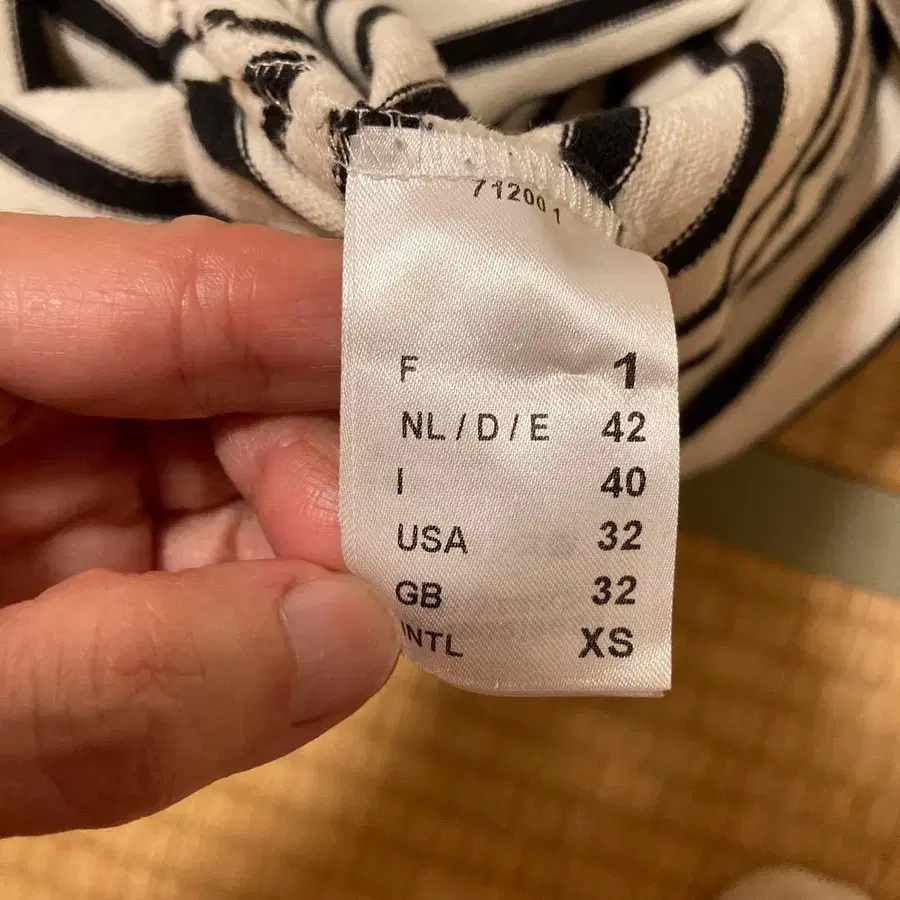 712001
F 1
NL / D / E 42
I 40
USA 32
GB 32
INTL XS